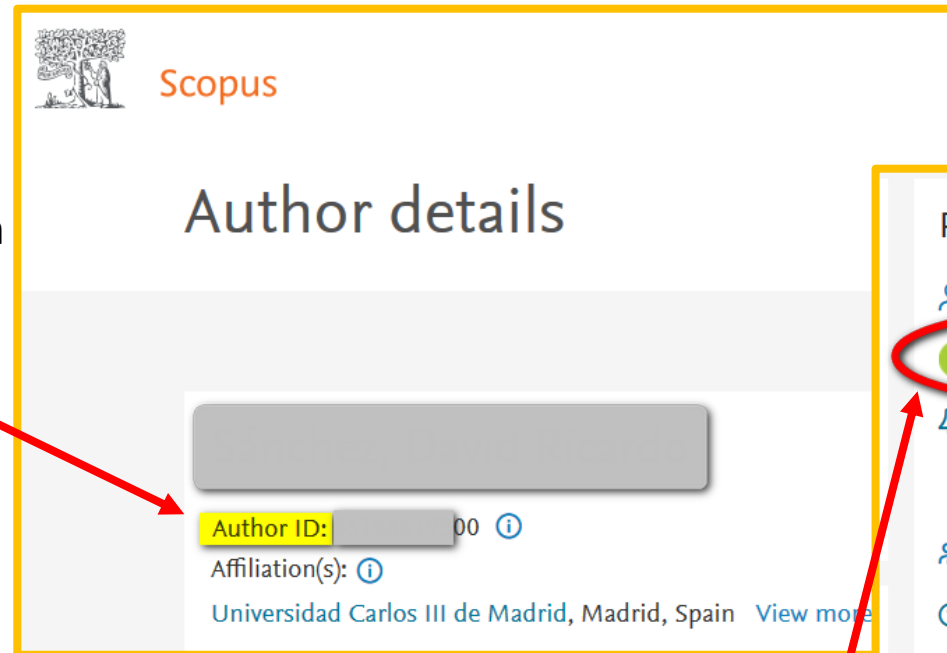 Scopus
Author details
Author ID: 00
Affiliation(s):
Universidad Carlos III de Madrid, Madrid, Spain View more